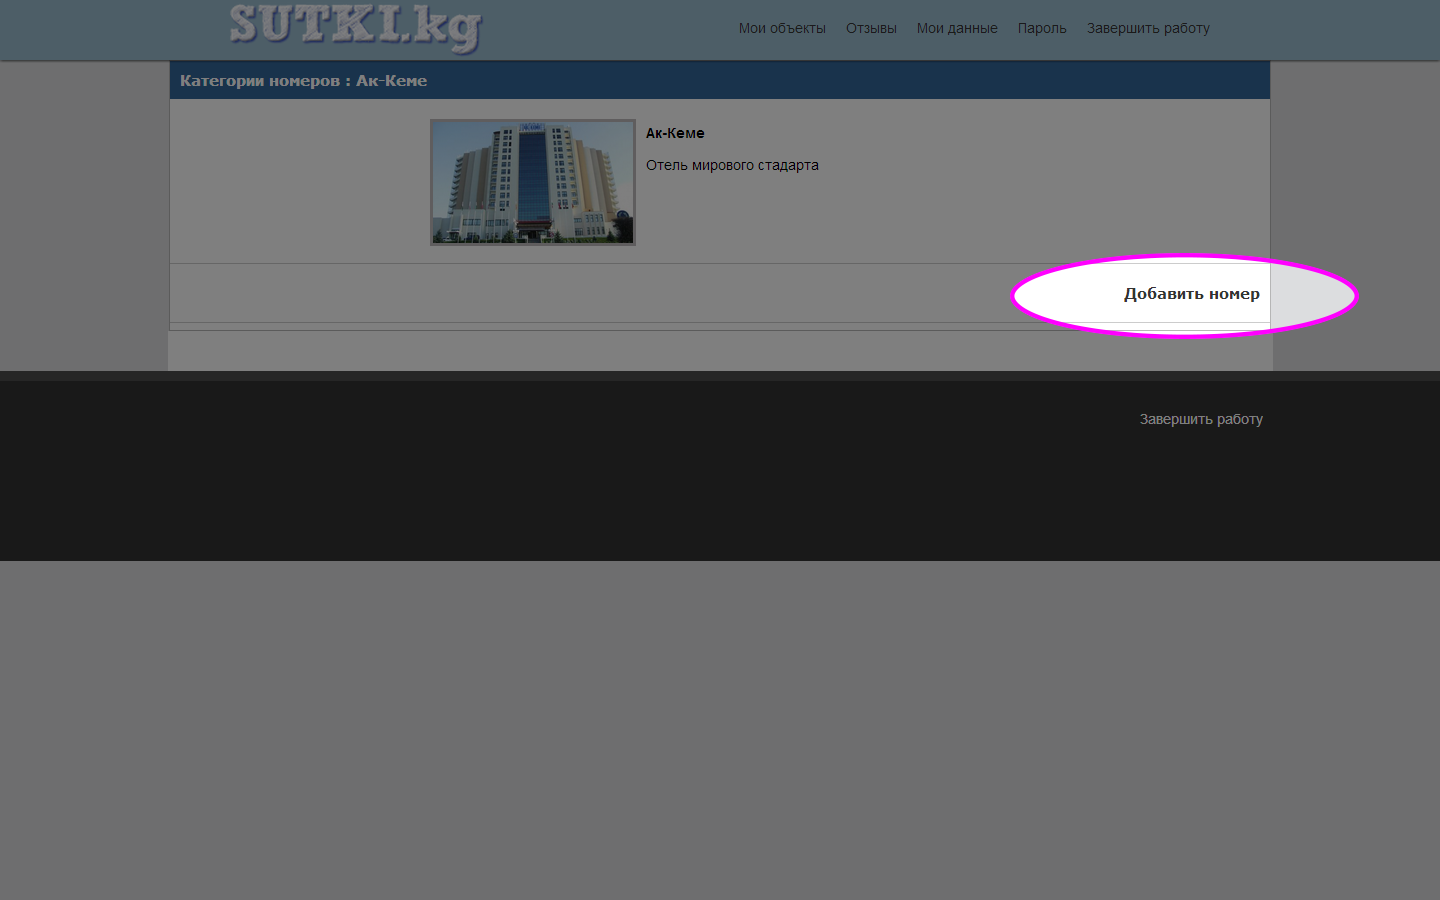 SUTKI.kg
Мои объекты Отзывы Мои данные Пароль Завершить работу
Категории номеров : Ак-Кеме
Ак-Кеме
Отель мирового стадарта
Добавить номер
Завершить работу